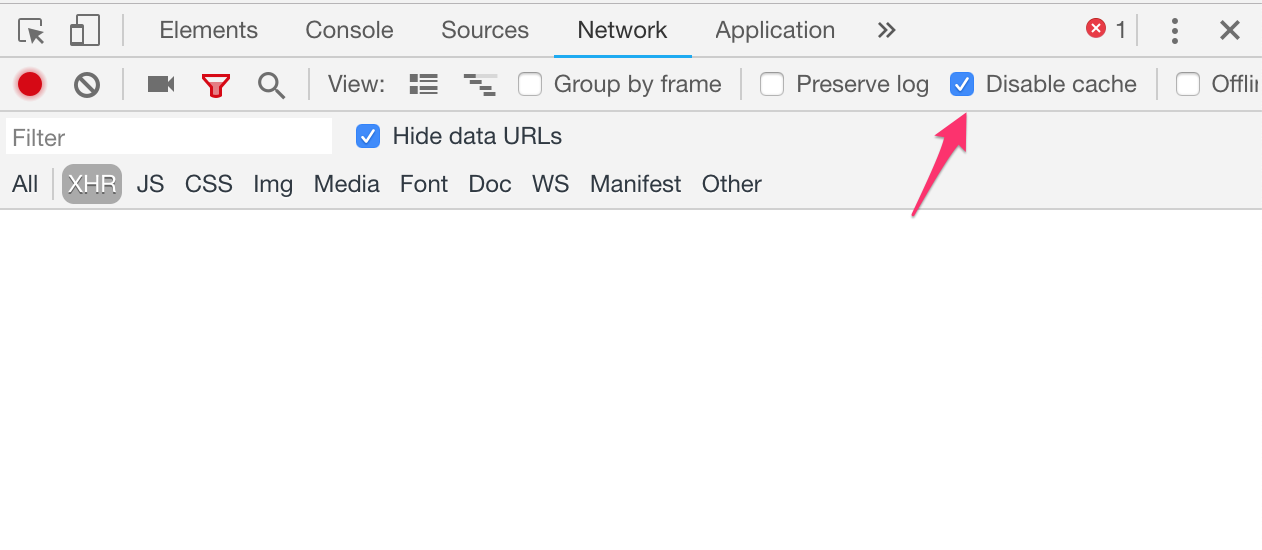 Elements Console Sources Network Application » 1
View: Group by frame Preserve log Disable cache Offli
Filter Hide data URLs
All XHR JS CSS Img Media Font Doc WS Manifest Other